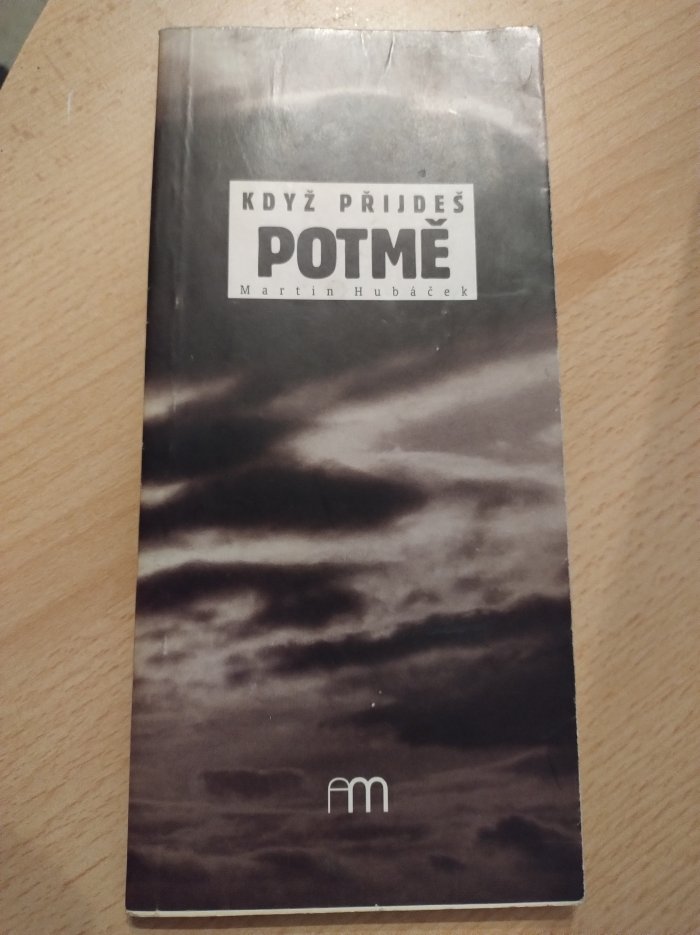 KDYŽ PŘIJDEŠ
POTMĚ
Martin Hubáček
AM